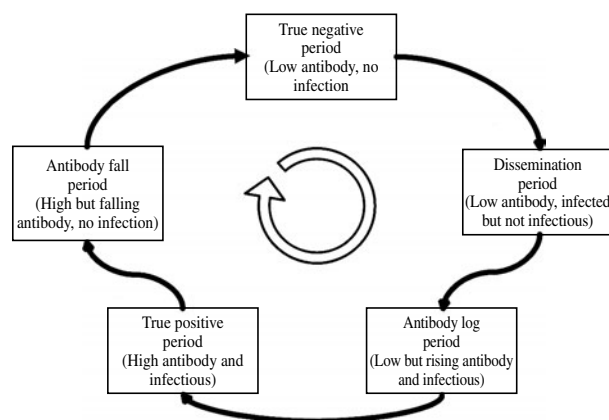 True negative
period
(Low antibody, no
infection
Dissemination
period
(Low antibody, infected
but not infectious)
Antibody log
period
(Low but rising antibody
and infectious)
True positive
period
(High antibody and
infectious)
Antibody fall
period
(High but falling
antibody, no infection)